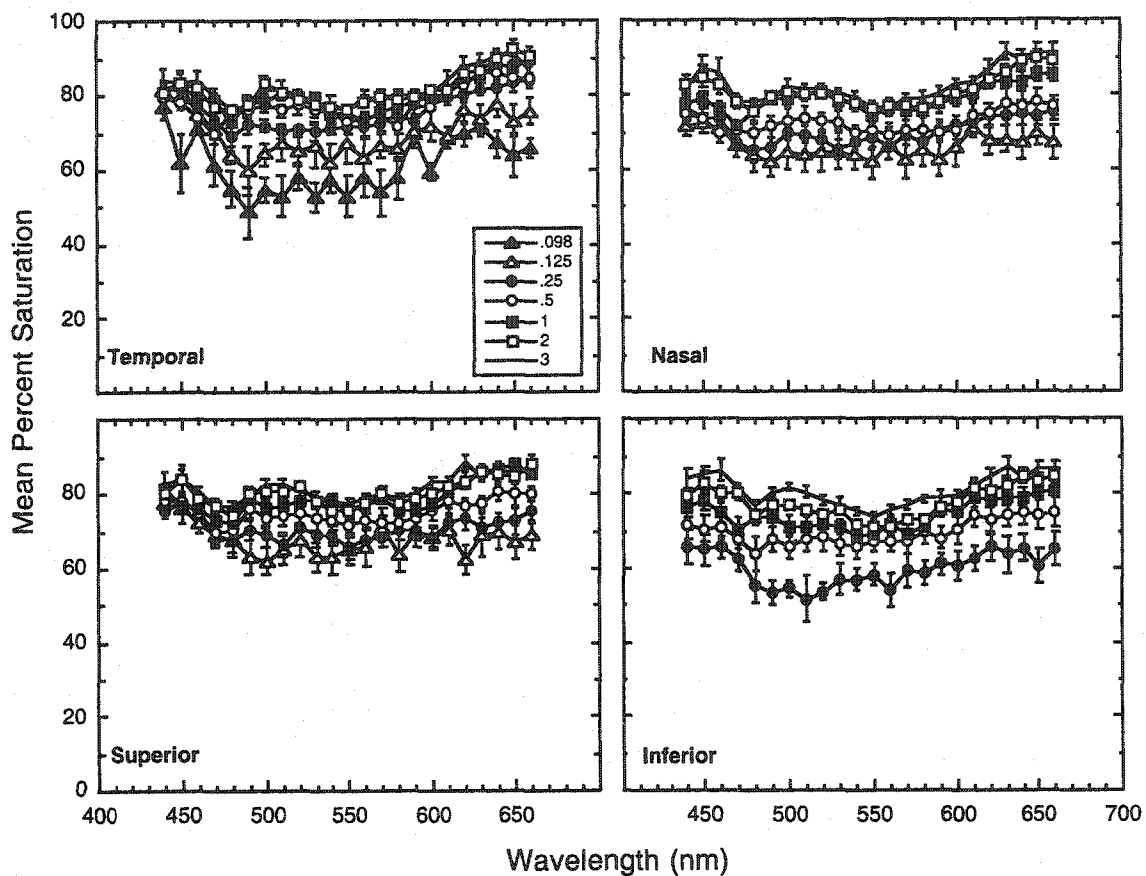 Mean Percent Saturation
100
80
60
40
20
Temporal
.098
.125
.25
.5
1
2
3
Nasal
80
60
40
20
0
Superior
Inferior
400 450 500 550 600 650
450 500 550 600 650 700
Wavelength (nm)